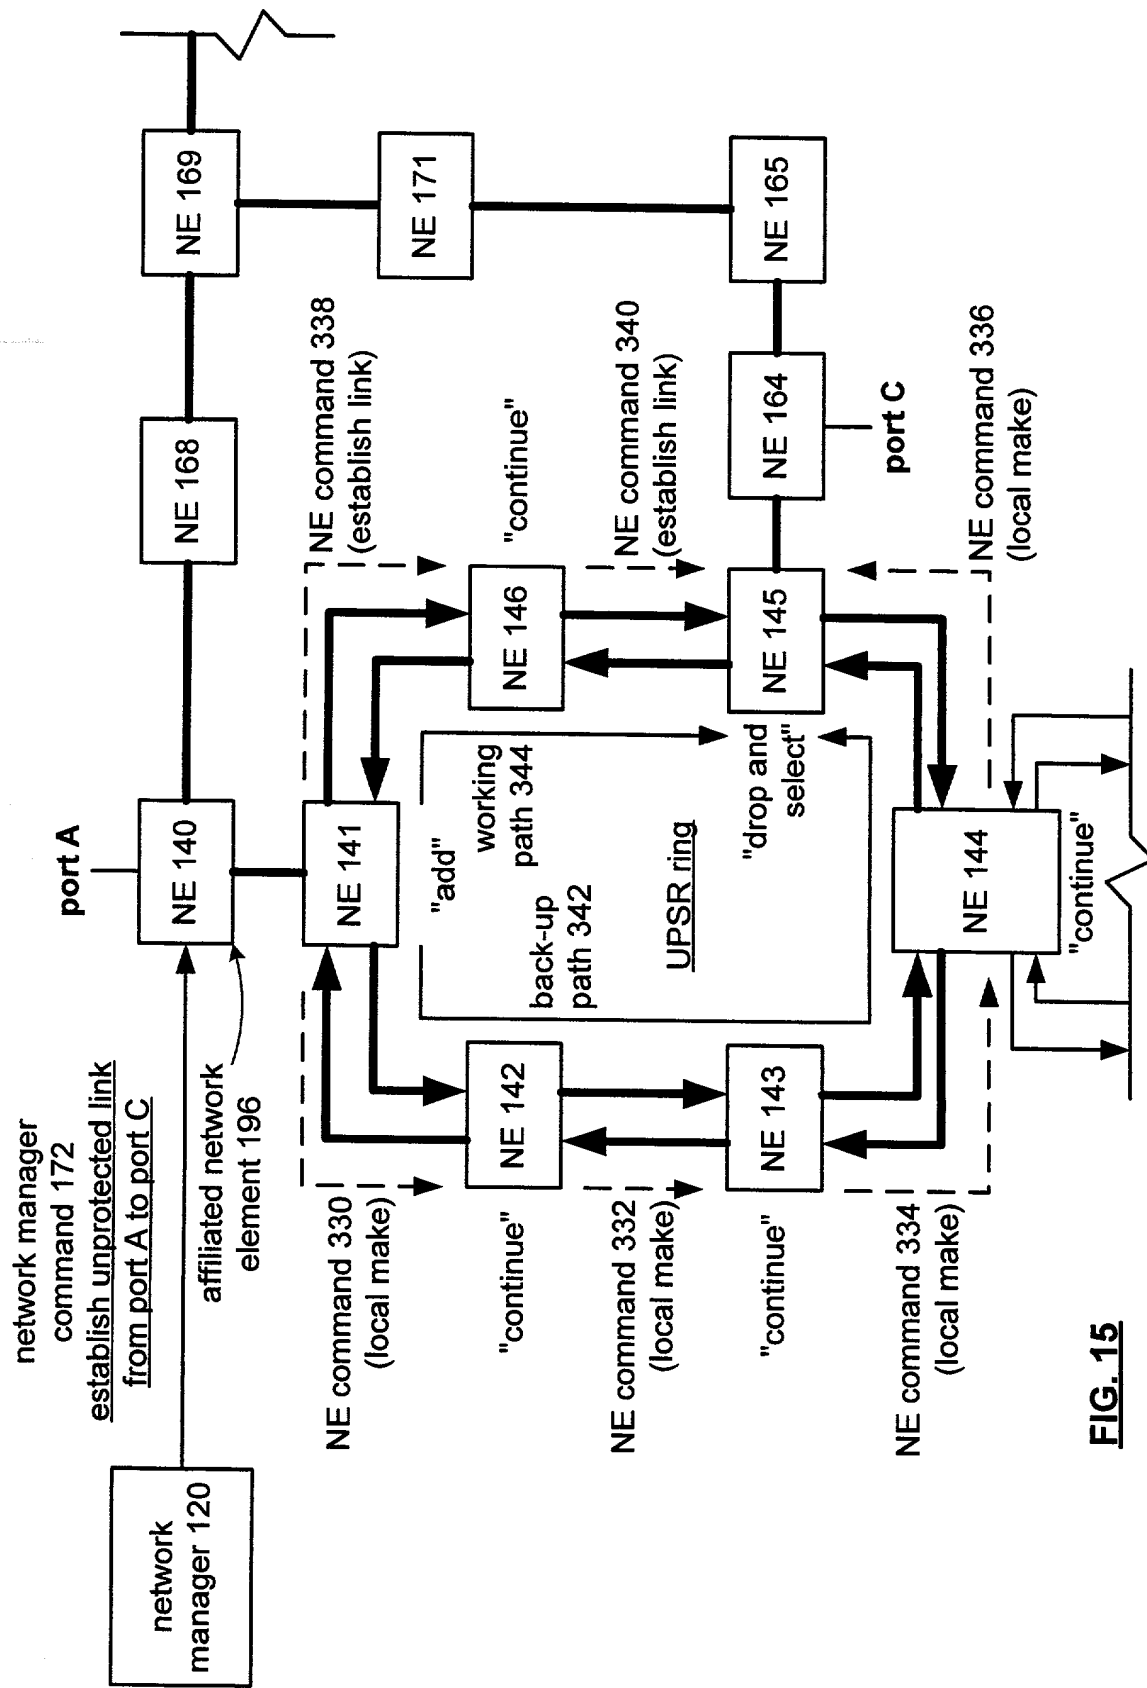 network manager
command 172
establish unprotected link
from port A to port C
affiliated network
element 196
network
manager 120
port A
NE 140
NE 168
NE 169
NE 171
NE 165
NE 164
port C
NE 141
NE 146
NE 145
NE 144
NE 143
NE 142
NE command 338
(establish link)
"continue"
NE command 340
(establish link)
NE command 336
(local make)
"add"
working
path 344
back-up
path 342
UPSR ring
"drop and
select"
NE command 330
(local make)
"continue"
NE command 332
(local make)
"continue"
NE command 334
(local make)
"continue"
FIG. 15